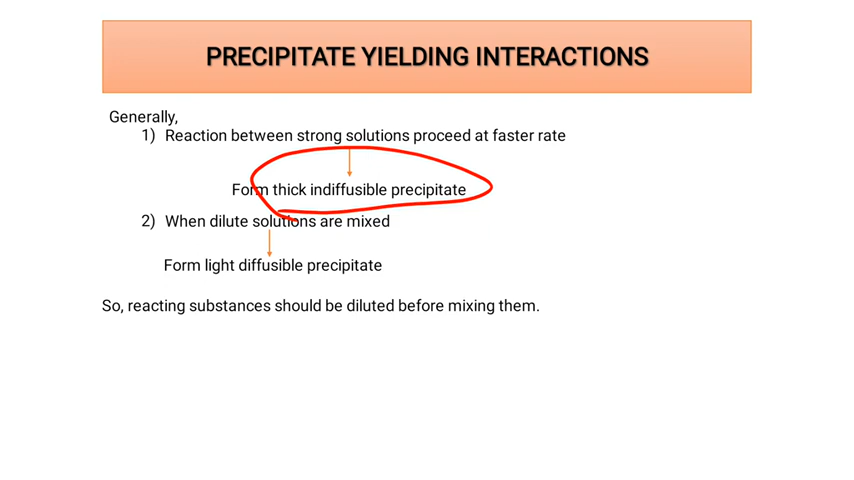 PRECIPITATE YIELDING INTERACTIONS
Generally,
1) Reaction between strong solutions proceed at faster rate
Form thick indiffusible precipitate
2) When dilute solutions are mixed
Form light diffusible precipitate
So, reacting substances should be diluted before mixing them.